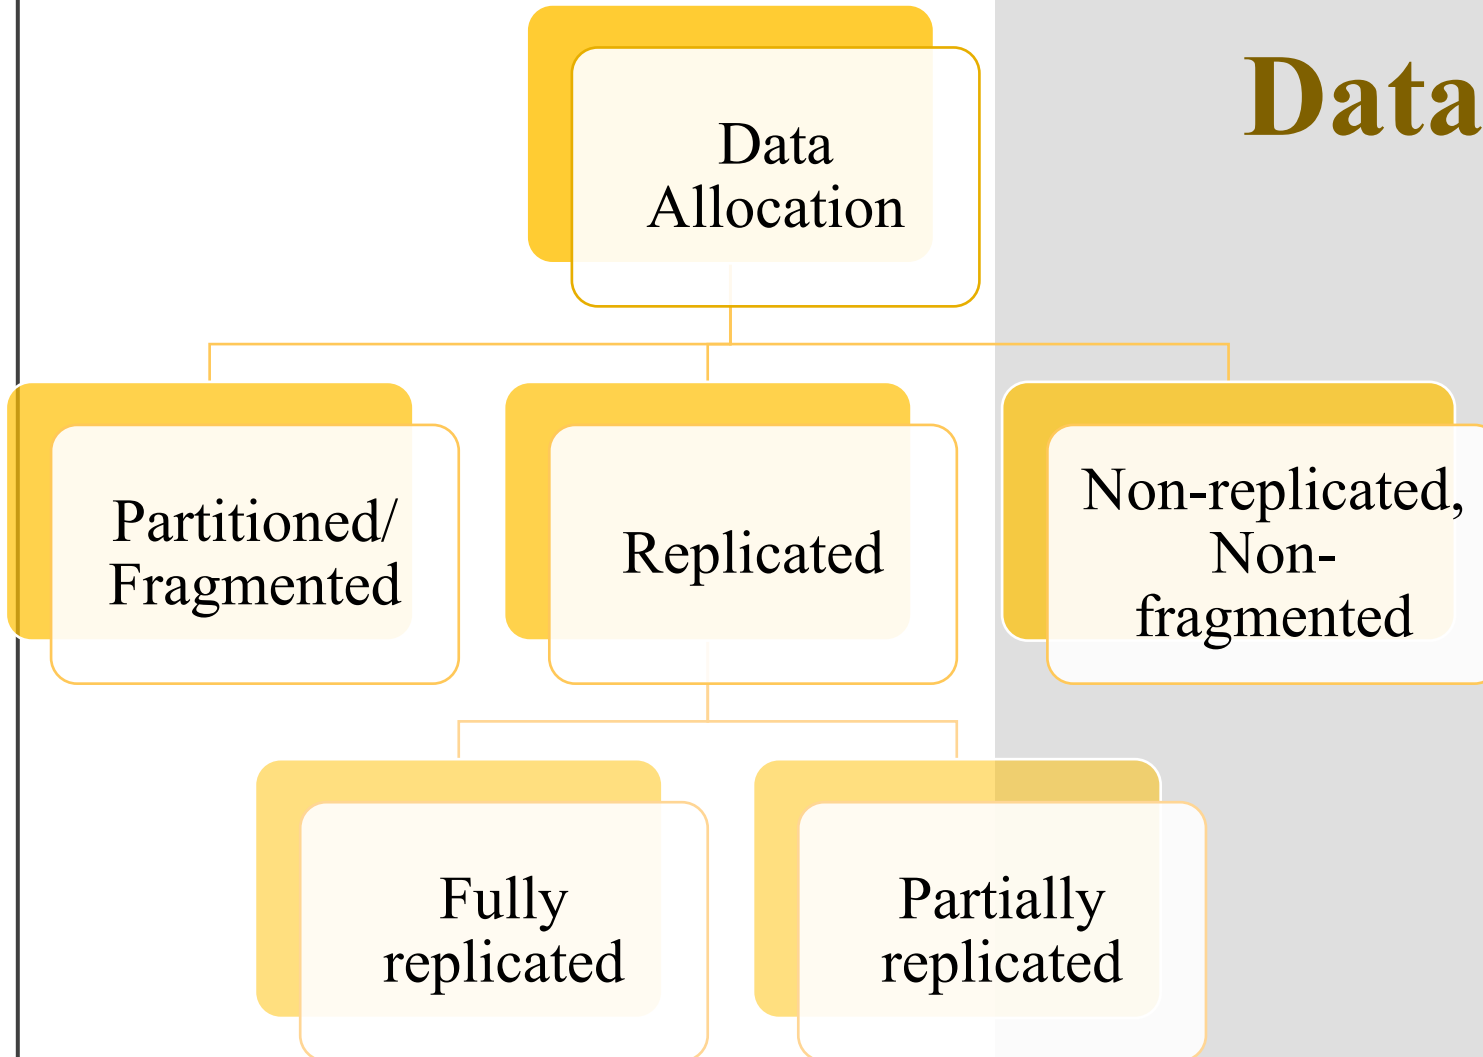 Data
Data
Allocation
Partitioned/
Fragmented
Replicated
Non-replicated,
Non-
fragmented
Fully
replicated
Partially
replicated